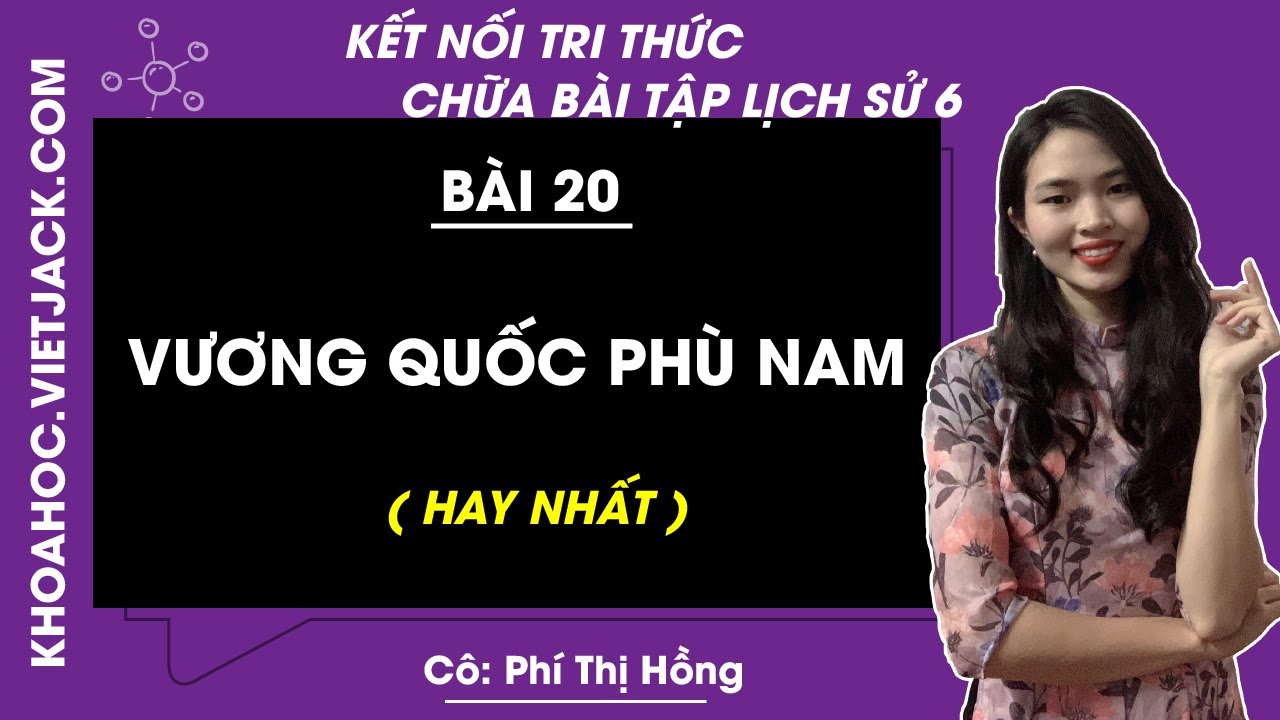 KẾT NỐI TRI THỨC
CHỮA BÀI TẬP LỊCH SỬ 6
KHOAHOC.VIETJACK.COM
BÀI 20
VƯƠNG QUỐC PHÙ NAM
( HAY NHẤT )
Cô: Phí Thị Hồng